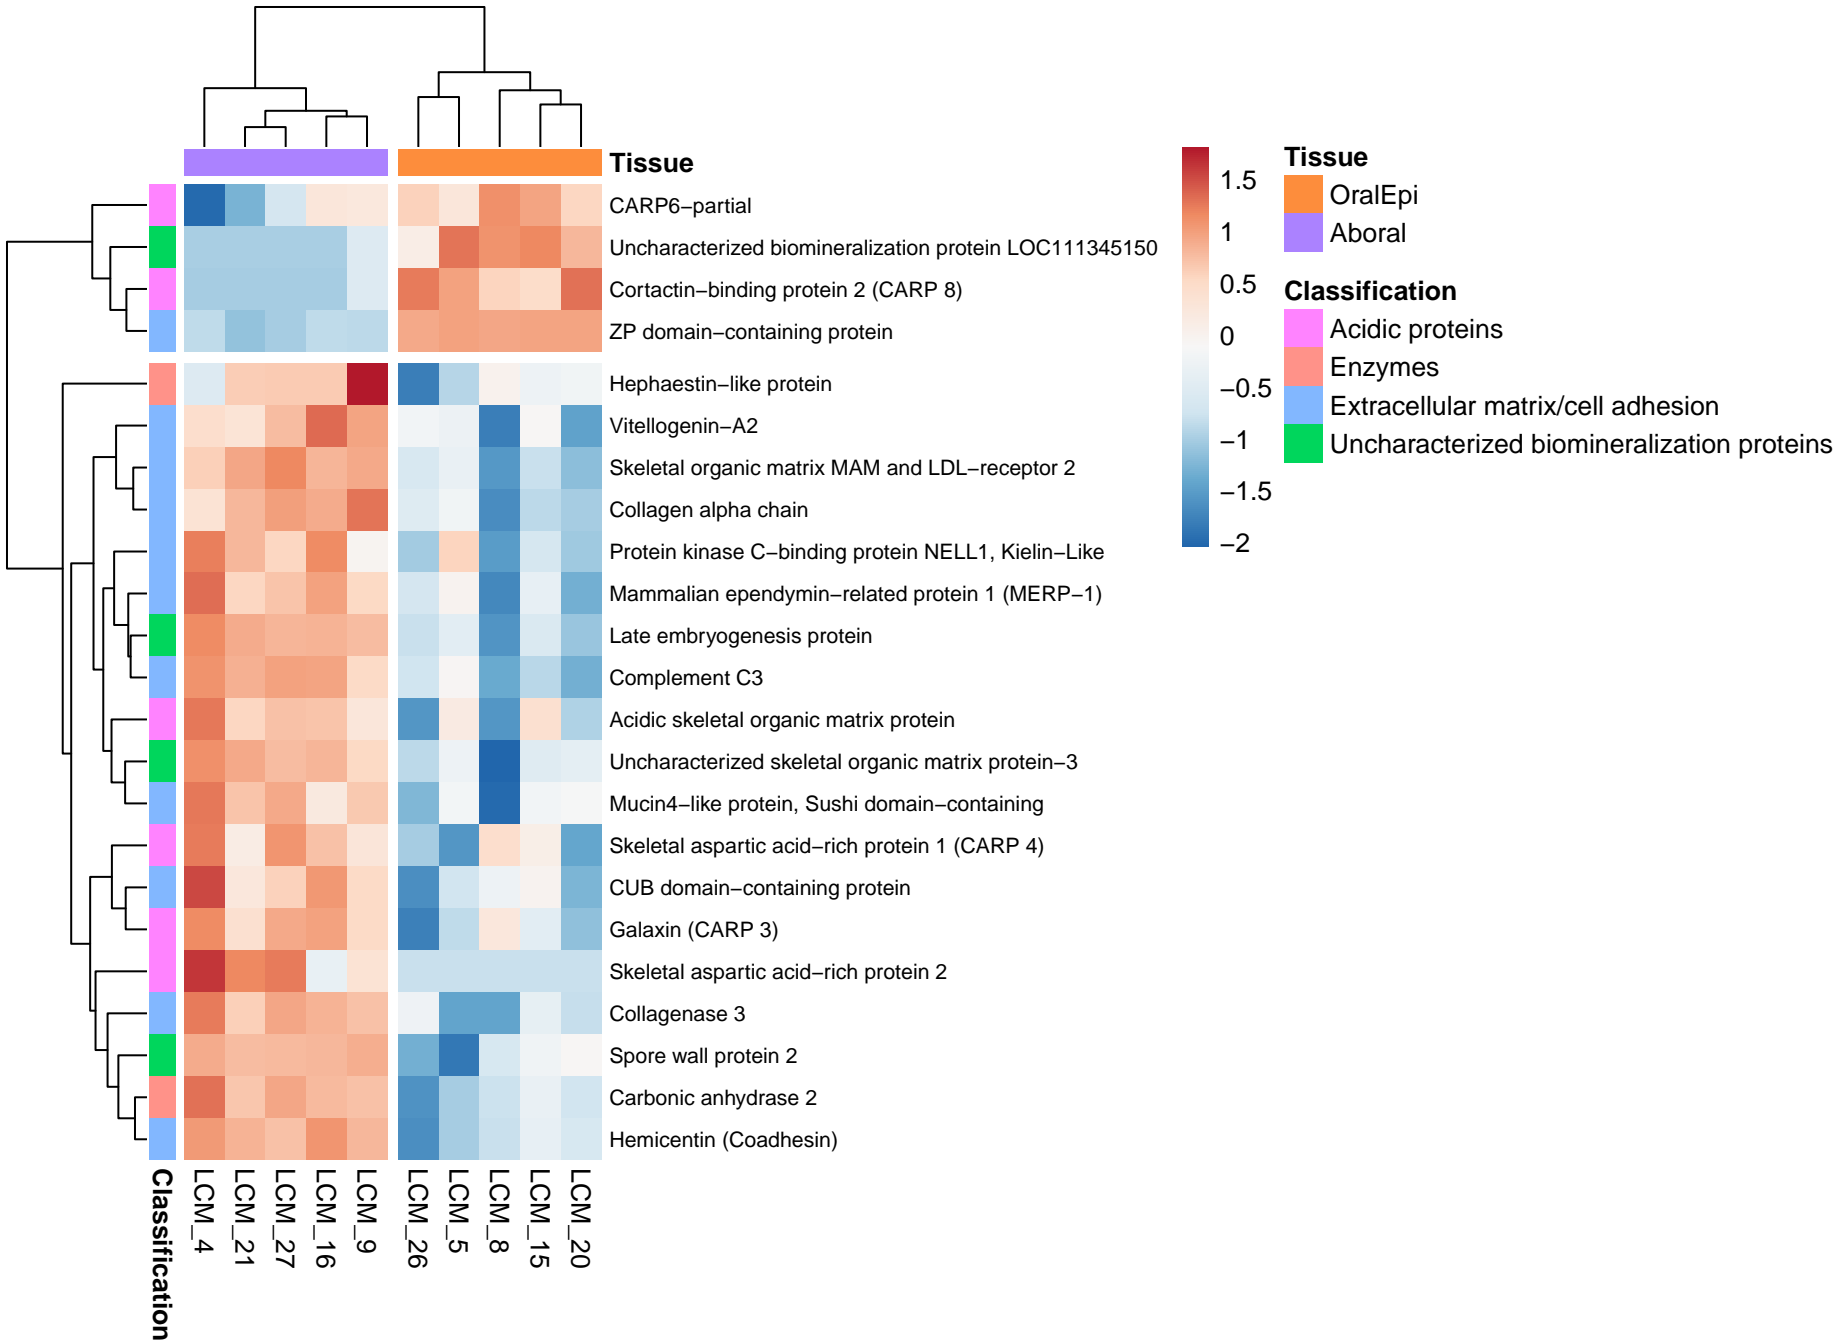 Tissue
CARP6−partial
Uncharacterized biomineralization protein LOC111345150
Cortactin−binding protein 2 (CARP 8)
ZP domain−containing protein
Hephaestin−like protein
Vitellogenin−A2
Skeletal organic matrix MAM and LDL−receptor 2
Collagen alpha chain
Protein kinase C−binding protein NELL1, Kielin−Like
Mammalian ependymin−related protein 1 (MERP−1)
Late embryogenesis protein
Complement C3
Acidic skeletal organic matrix protein
Uncharacterized skeletal organic matrix protein−3
Mucin4−like protein, Sushi domain−containing
Skeletal aspartic acid−rich protein 1 (CARP 4)
CUB domain−containing protein
Galaxin (CARP 3)
Skeletal aspartic acid−rich protein 2
Collagenase 3
Spore wall protein 2
Carbonic anhydrase 2
Hemicentin (Coadhesin)
Classification
LCM_4
LCM_21
LCM_27
LCM_16
LCM_9
LCM_26
LCM_5
LCM_8
LCM_15
LCM_20
1.5
1
0.5
0
−0.5
−1
−1.5
−2
Tissue
OralEpi
Aboral
Classification
Acidic proteins
Enzymes
Extracellular matrix/cell adhesion
Uncharacterized biomineralization proteins